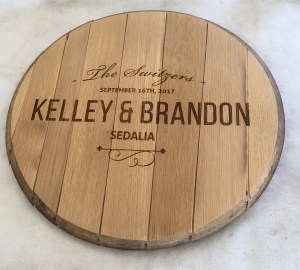 The Switzers
SEPTEMBER 16TH, 2017
KELLEY & BRANDON
SEDALIA